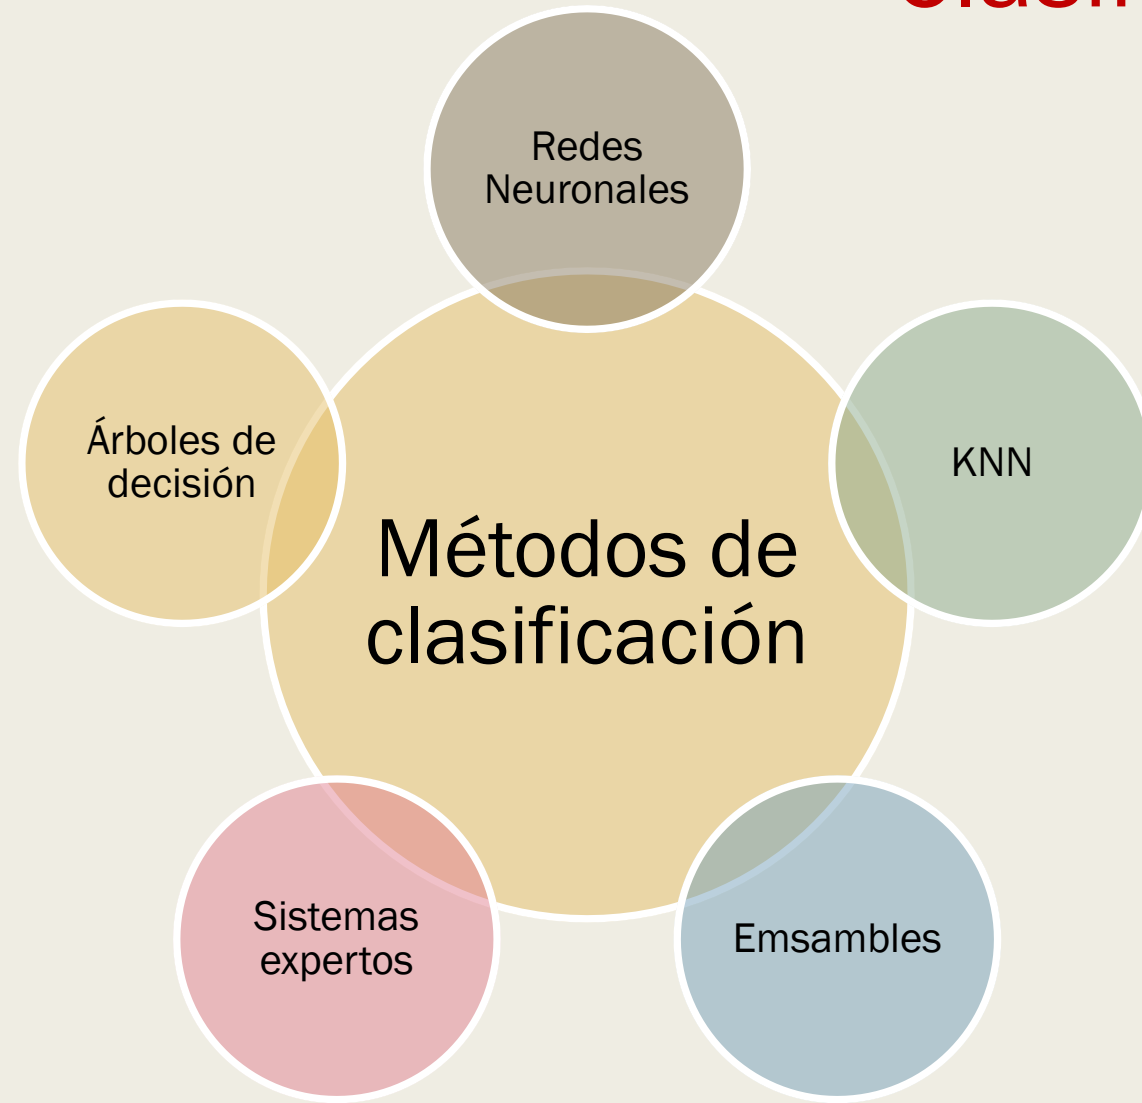 Redes
Neuronales
Árboles de
decisión
KNN
Métodos de
clasificación
Sistemas
expertos
Emsambles